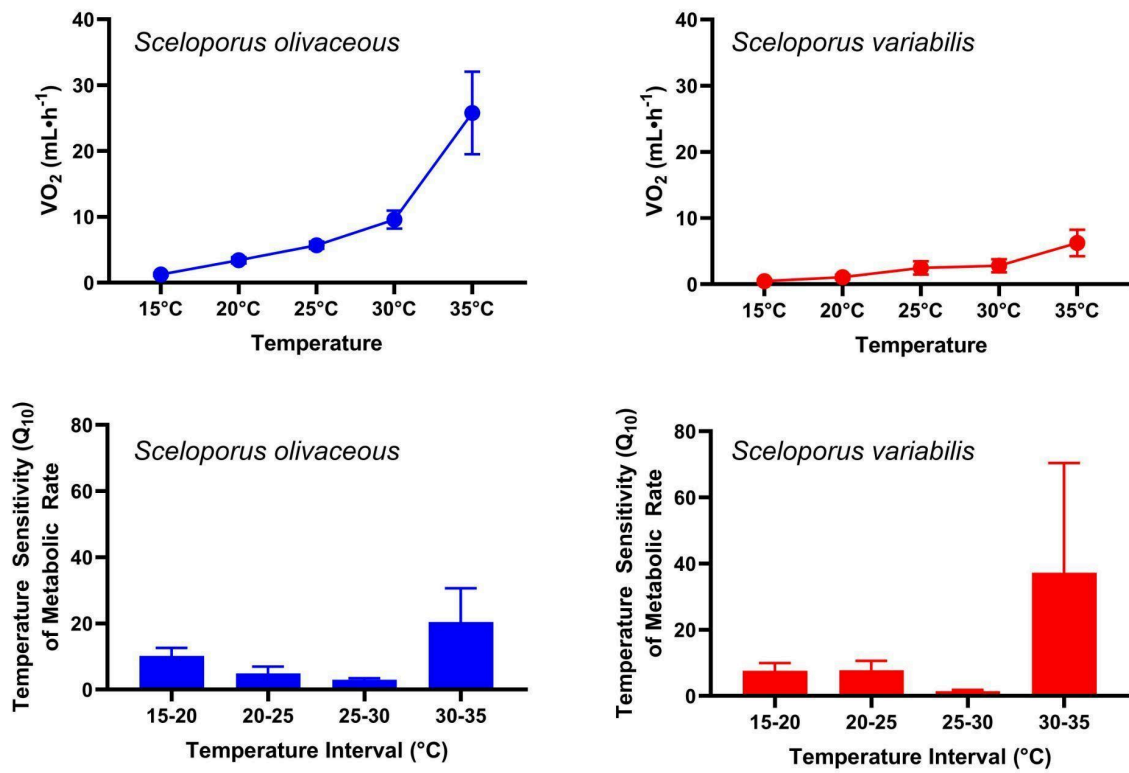 Sceloporus olivaceous
VO₂ (mL•h⁻¹)
40
30
20
10
0
15°C 20°C 25°C 30°C 35°C
Temperature
Sceloporus variabilis
VO₂ (mL•h⁻¹)
40
30
20
10
0
15°C 20°C 25°C 30°C 35°C
Temperature
Sceloporus olivaceous
Temperature Sensitivity (Q₁₀)
of Metabolic Rate
80
60
40
20
0
15-20 20-25 25-30 30-35
Temperature Interval (°C)
Sceloporus variabilis
Temperature Sensitivity (Q₁₀)
of Metabolic Rate
80
60
40
20
0
15-20 20-25 25-30 30-35
Temperature Interval (°C)